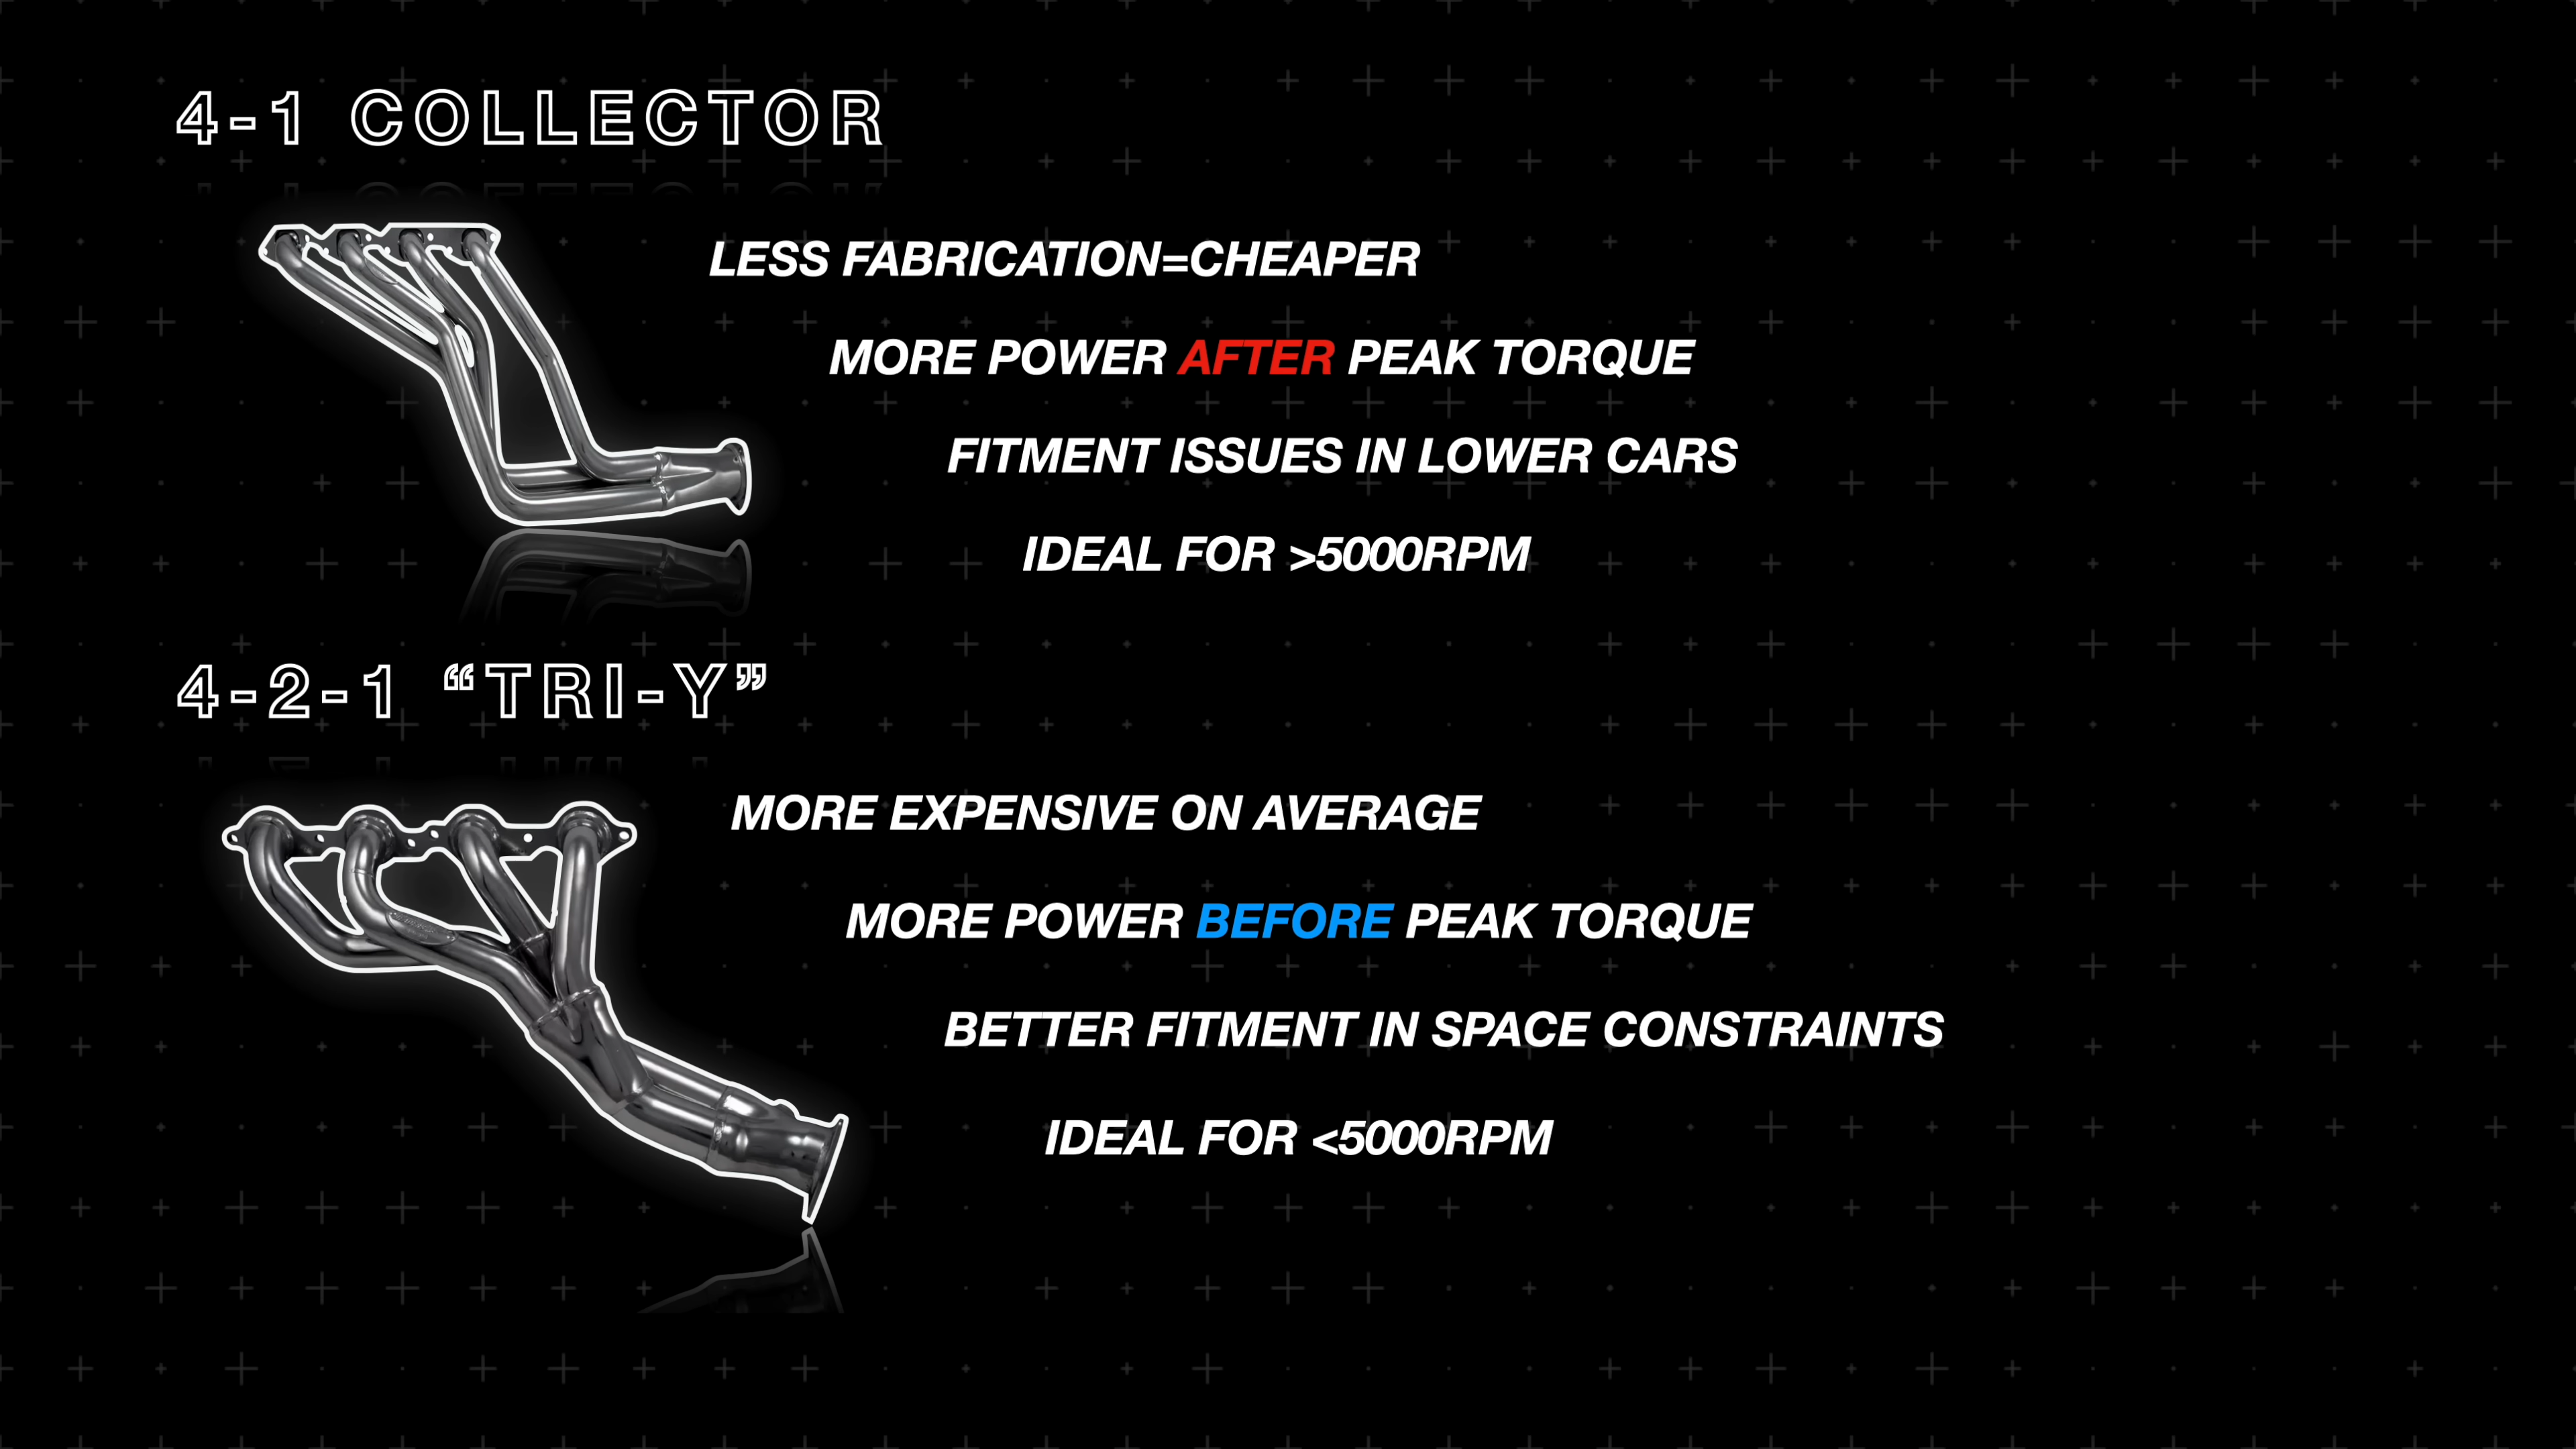 4-1 COLLECTOR
LESS FABRICATION=CHEAPER
MORE POWER AFTER PEAK TORQUE
FITMENT ISSUES IN LOWER CARS
IDEAL FOR >5000RPM
4-2-1 “TRI-Y”
MORE EXPENSIVE ON AVERAGE
MORE POWER BEFORE PEAK TORQUE
BETTER FITMENT IN SPACE CONSTRAINTS
IDEAL FOR <5000RPM